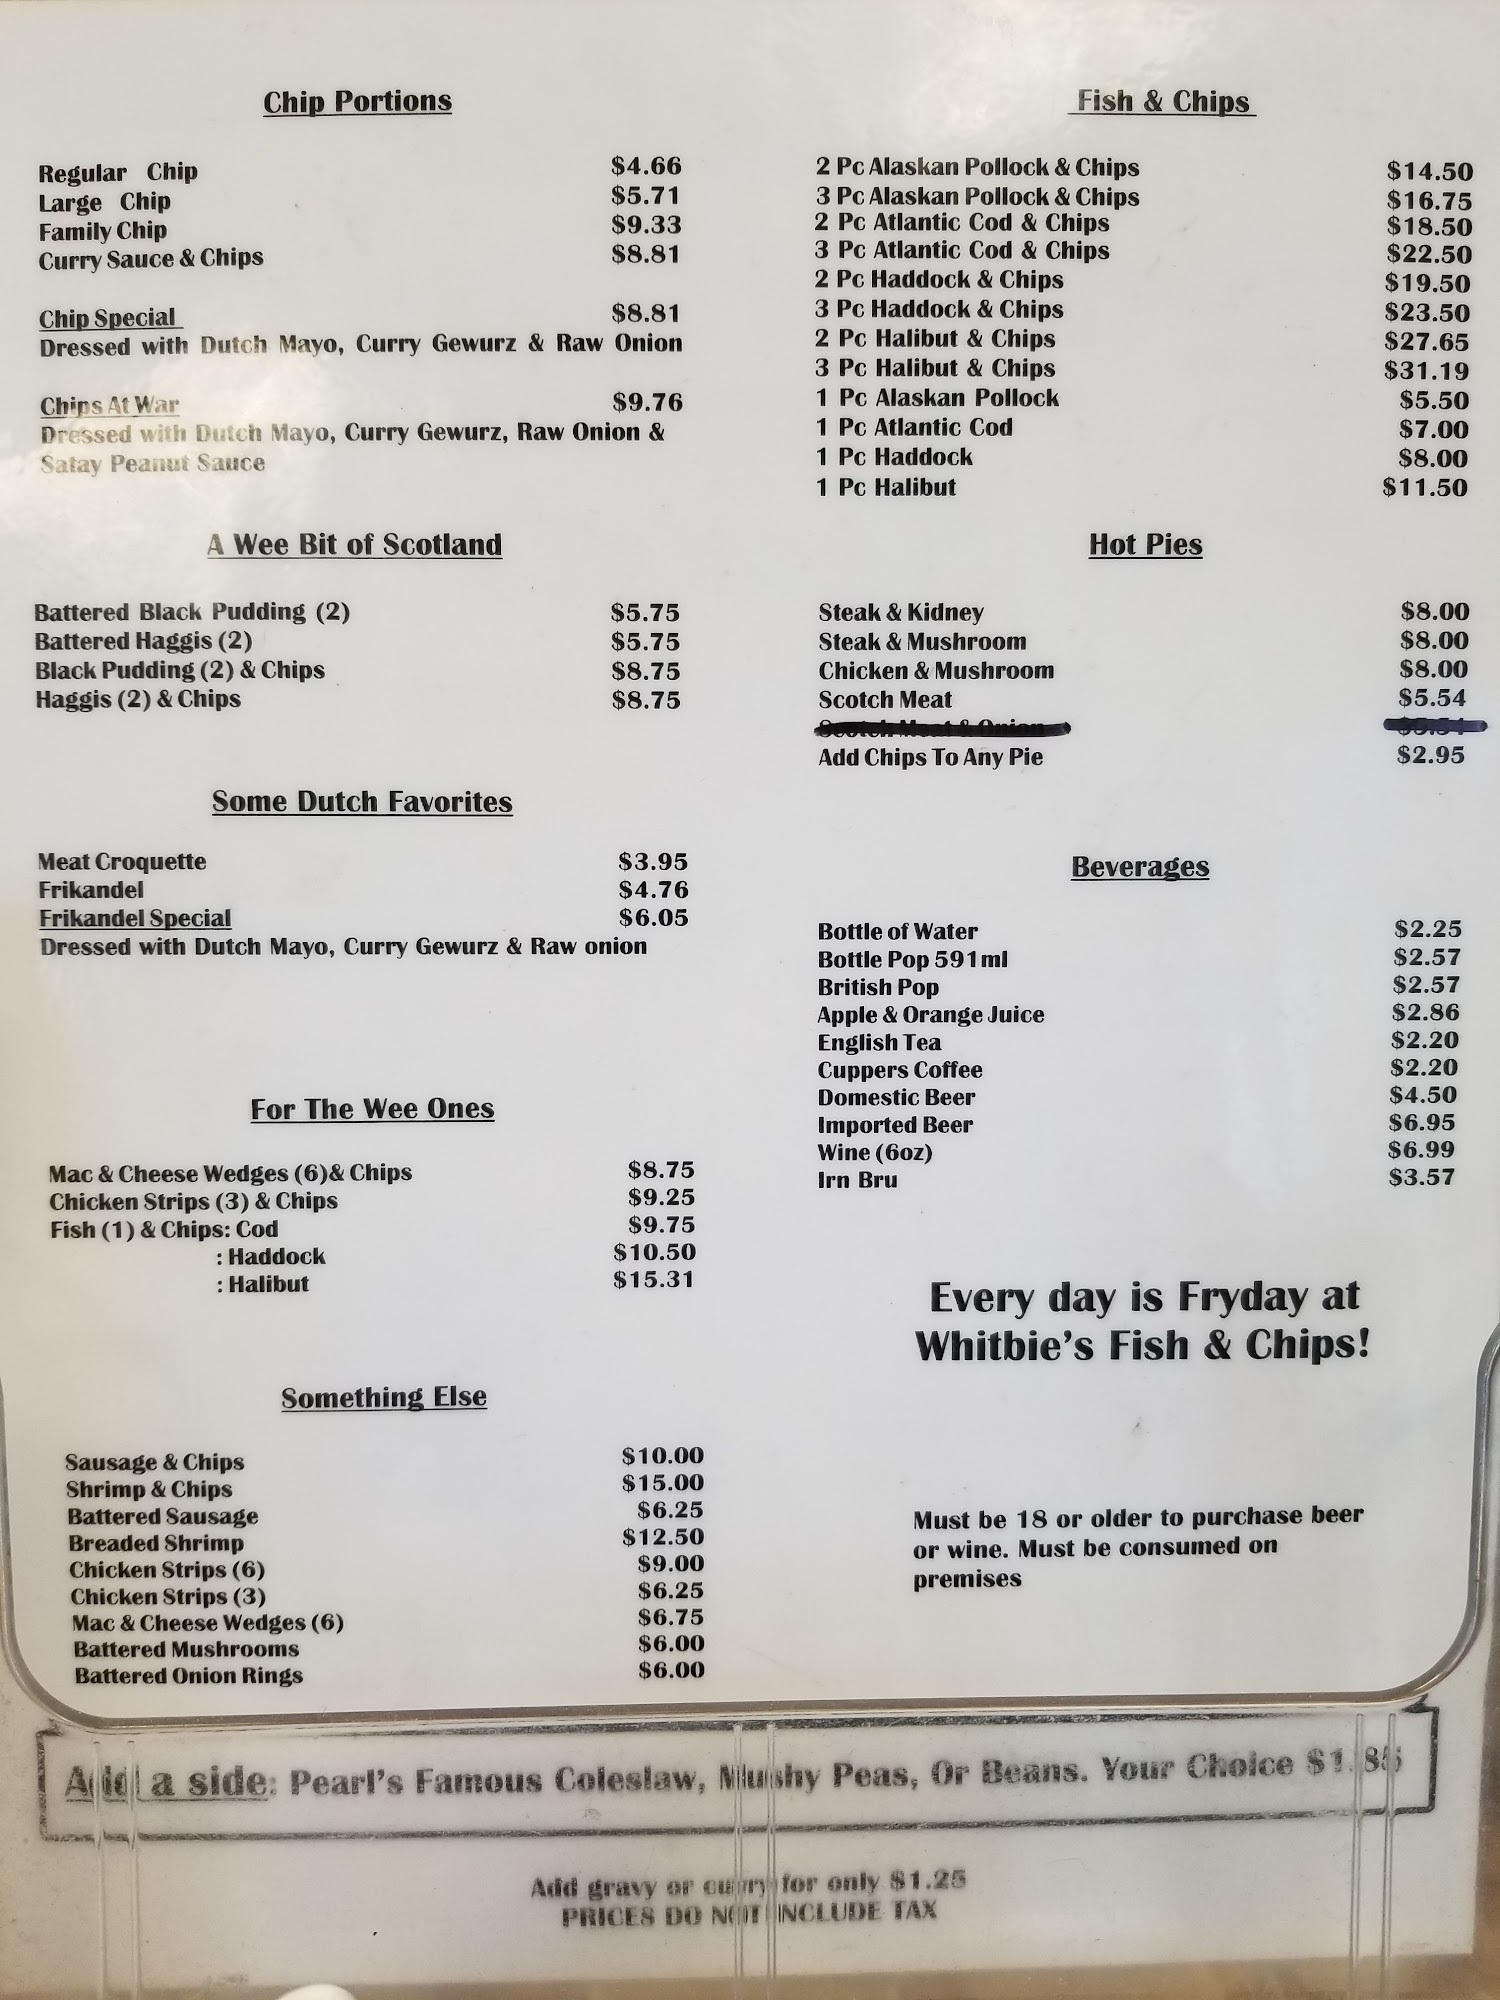 Chip Portions
Regular Chip $4.66
Large Chip $5.71
Family Chip $9.33
Curry Sauce & Chips $8.81
Chip Special $8.81
Dressed with Dutch Mayo, Curry Gewurz & Raw Onion
Chips At War $9.76
Dressed with Dutch Mayo, Curry Gewurz, Raw Onion &
Satay Peanut Sauce
A Wee Bit of Scotland
Battered Black Pudding (2) $5.75
Battered Haggis (2) $5.75
Black Pudding (2) & Chips $8.75
Haggis (2) & Chips $8.75
Some Dutch Favorites
Meat Croquette $3.95
Frikandel $4.76
Frikandel Special $6.05
Dressed with Dutch Mayo, Curry Gewurz & Raw onion
For The Wee Ones
Mac & Cheese Wedges (6)& Chips $8.75
Chicken Strips (3) & Chips $9.25
Fish (1) & Chips: Cod $9.75
: Haddock $10.50
: Halibut $15.31
Something Else
Sausage & Chips $10.00
Shrimp & Chips $15.00
Battered Sausage $6.25
Breaded Shrimp $12.50
Chicken Strips (6) $9.00
Chicken Strips (3) $6.25
Mac & Cheese Wedges (6) $6.75
Battered Mushrooms $6.00
Battered Onion Rings $6.00
Fish & Chips
2 Pc Alaskan Pollock & Chips $14.50
3 Pc Alaskan Pollock & Chips $16.75
2 Pc Atlantic Cod & Chips $18.50
3 Pc Atlantic Cod & Chips $22.50
2 Pc Haddock & Chips $19.50
3 Pc Haddock & Chips $23.50
2 Pc Halibut & Chips $27.65
3 Pc Halibut & Chips $31.19
1 Pc Alaskan Pollock $5.50
1 Pc Atlantic Cod $7.00
1 Pc Haddock $8.00
1 Pc Halibut $11.50
Hot Pies
Steak & Kidney $8.00
Steak & Mushroom $8.00
Chicken & Mushroom $8.00
Scotch Meat $5.54
Scotch Meat & Onion $5.54
Add Chips To Any Pie $2.95
Beverages
Bottle of Water $2.25
Bottle Pop 591ml $2.57
British Pop $2.57
Apple & Orange Juice $2.86
English Tea $2.20
Cuppers Coffee $2.20
Domestic Beer $4.50
Imported Beer $6.95
Wine (6oz) $6.99
Irn Bru $3.57
Every day is Fryday at
Whitbie's Fish & Chips!
Must be 18 or older to purchase beer
or wine. Must be consumed on
premises
Add a side: Pearl's Famous Coleslaw, Mushy Peas, Or Beans. Your Choice
Add gravy or curry for only $1.25
PRICES DO NOT INCLUDE TAX